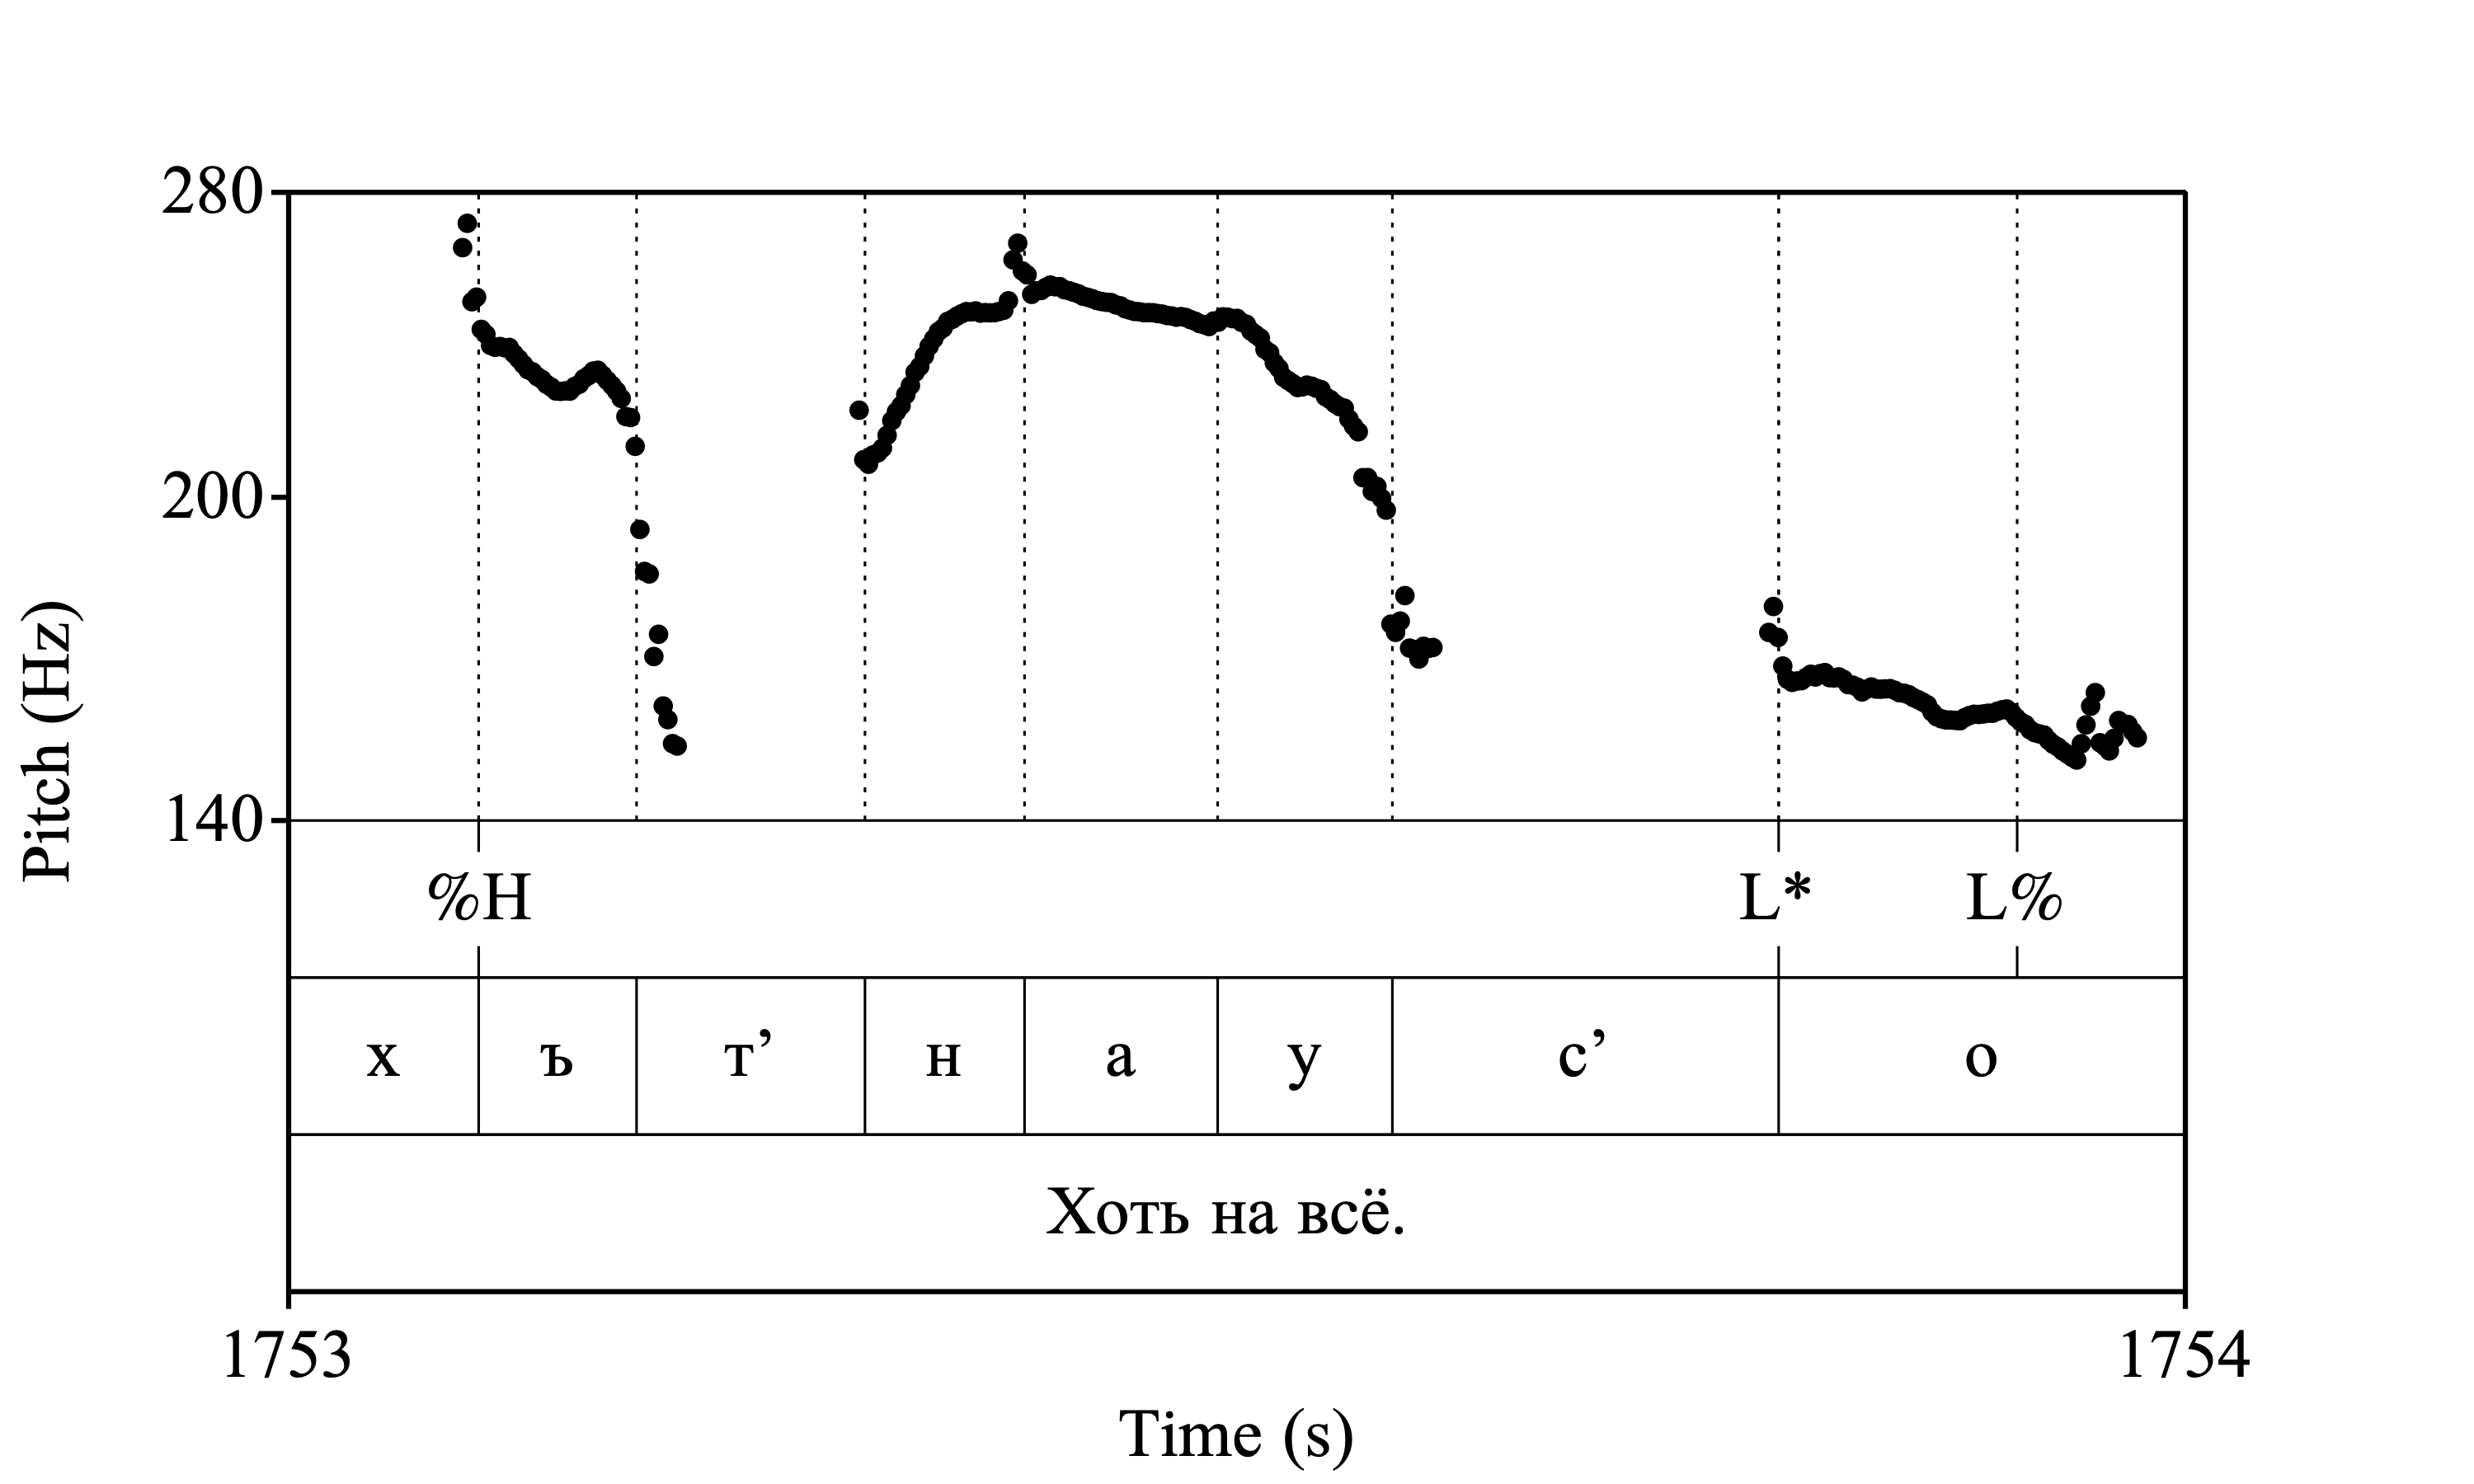 280
200
140
Pitch (Hz)
%H L* L%
х ъ т’ н а у с’ о
Хоть на всё.
1753 1754
Time (s)